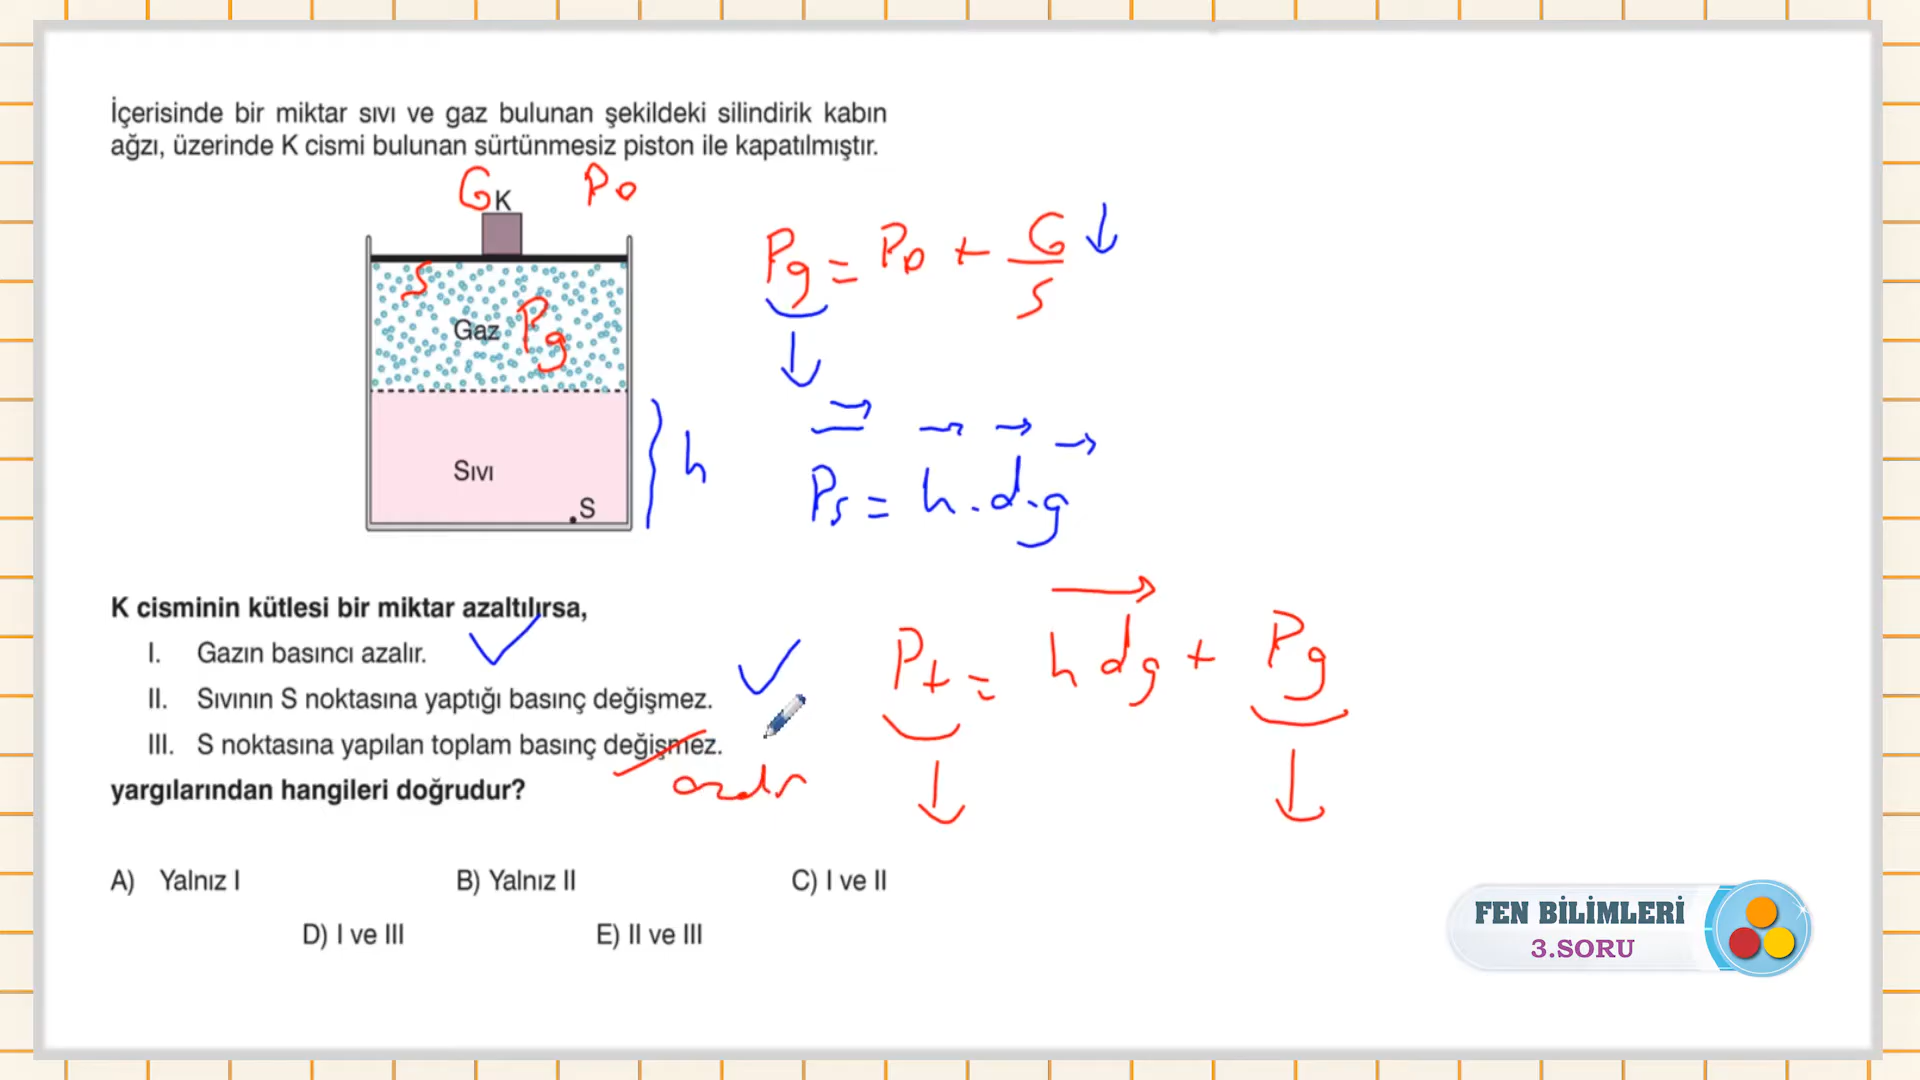 İçerisinde bir miktar sıvı ve gaz bulunan şekildeki silindirik kabın
ağzı, üzerinde K cismi bulunan sürtünmesiz piston ile kapatılmıştır.
G K P0
S
Gaz Pg
Sıvı
S
h
Pg = P0 + G/S
Ps = h.d.g
Pt = hdg + Pg
K cisminin kütlesi bir miktar azaltılırsa,
I. Gazın basıncı azalır.
II. Sıvının S noktasına yaptığı basınç değişmez.
III. S noktasına yapılan toplam basınç değişmez.
azalır
yargılarından hangileri doğrudur?
A) Yalnız I B) Yalnız II C) I ve II
D) I ve III E) II ve III
FEN BİLİMLERİ
3.SORU